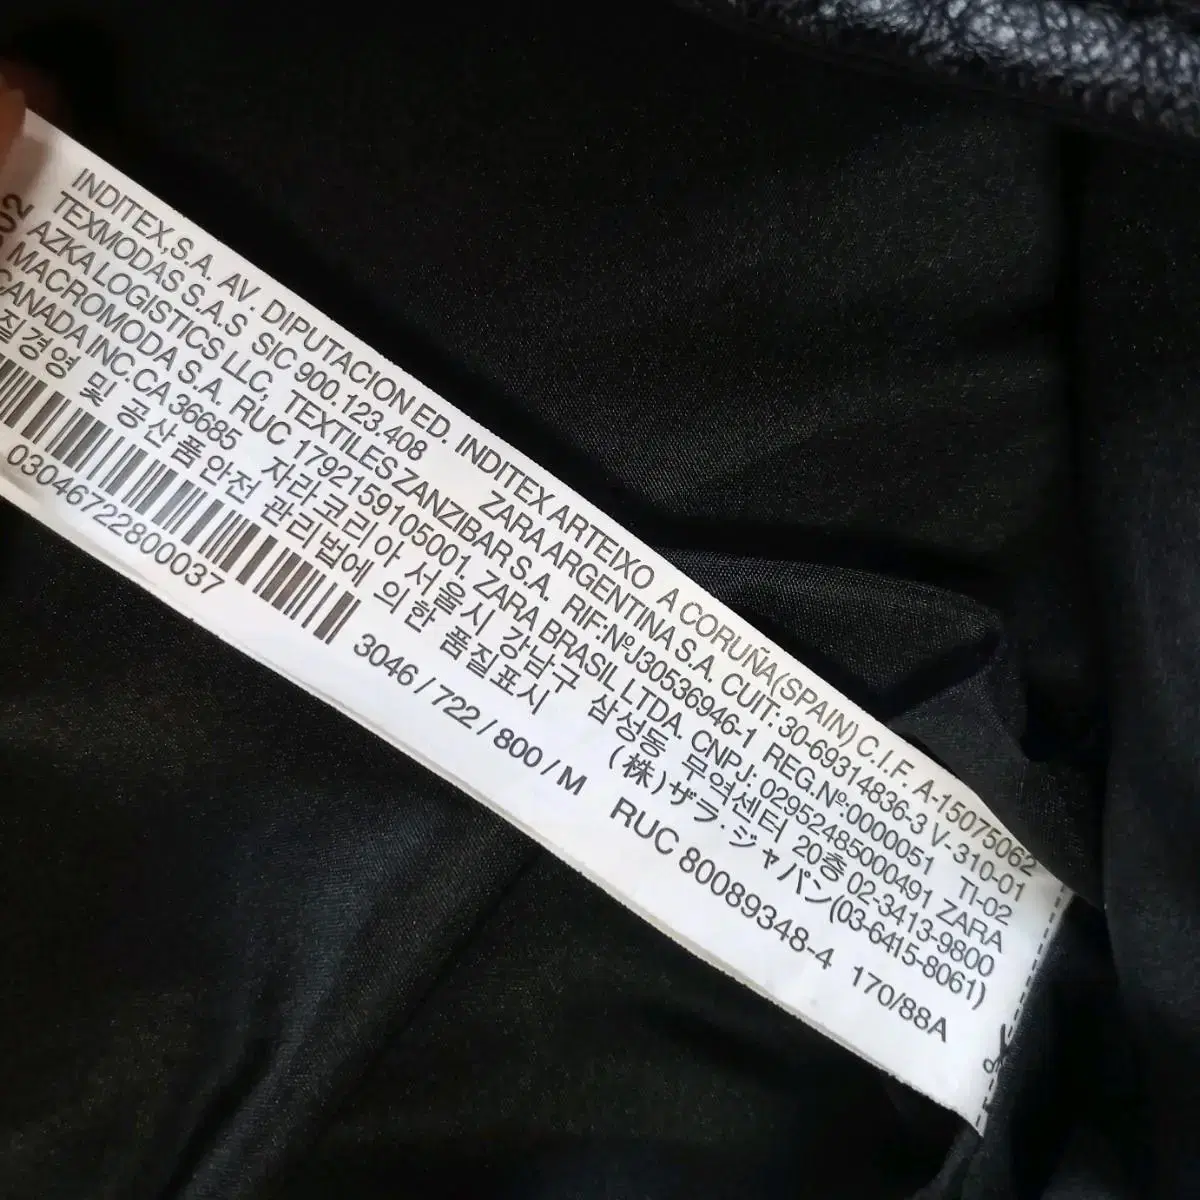 INDITEX,S.A. AV. DIPUTACION ED. INDITEX ARTEIXO A CORUÑA (SPAIN) C.I.F. A-15075062
TEXMODAS S.A.S SIC 900.123.408 ZARA ARGENTINA S.A. CUIT: 30-69314836-3 V-310-01
02 AZKA LOGISTICS LLC, TEXTILES ZANZIBAR S.A. RIF:NºJ30536946-1 REG.Nº:0000051 TI-02
MACROMODA S.A. RUC 1792159105001, ZARA BRASIL LTDA. CNPJ: 02952485000491 ZARA
CANADA INC.CA 36685 자라코리아 서울시 강남구 삼성동 무역센터 20층 02-3413-9800
질경영 및 공산품안전 관리법에 의한 품질표시 (株)ザラ・ジャパン(03-6415-8061)
03046722800037 3046 / 722 / 800 / M RUC 80089348-4 170/88A